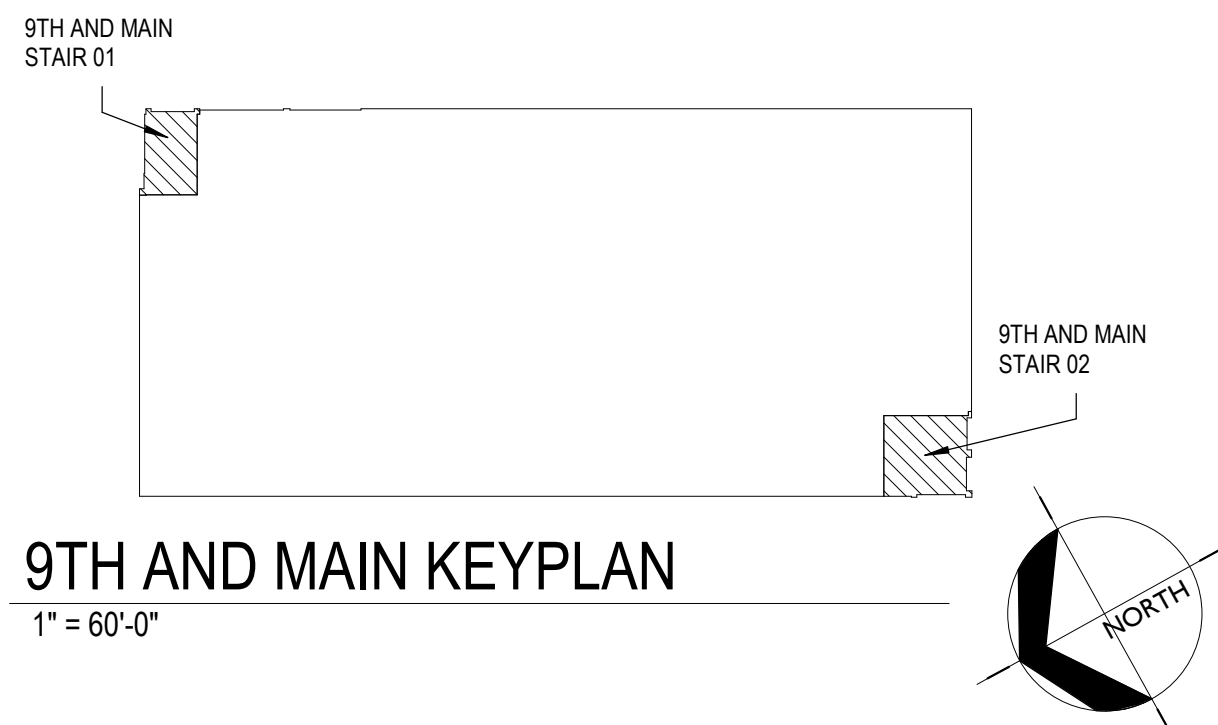 9TH AND MAIN
STAIR 01
9TH AND MAIN
STAIR 02
9TH AND MAIN KEYPLAN
1" = 60'-0"
NORTH